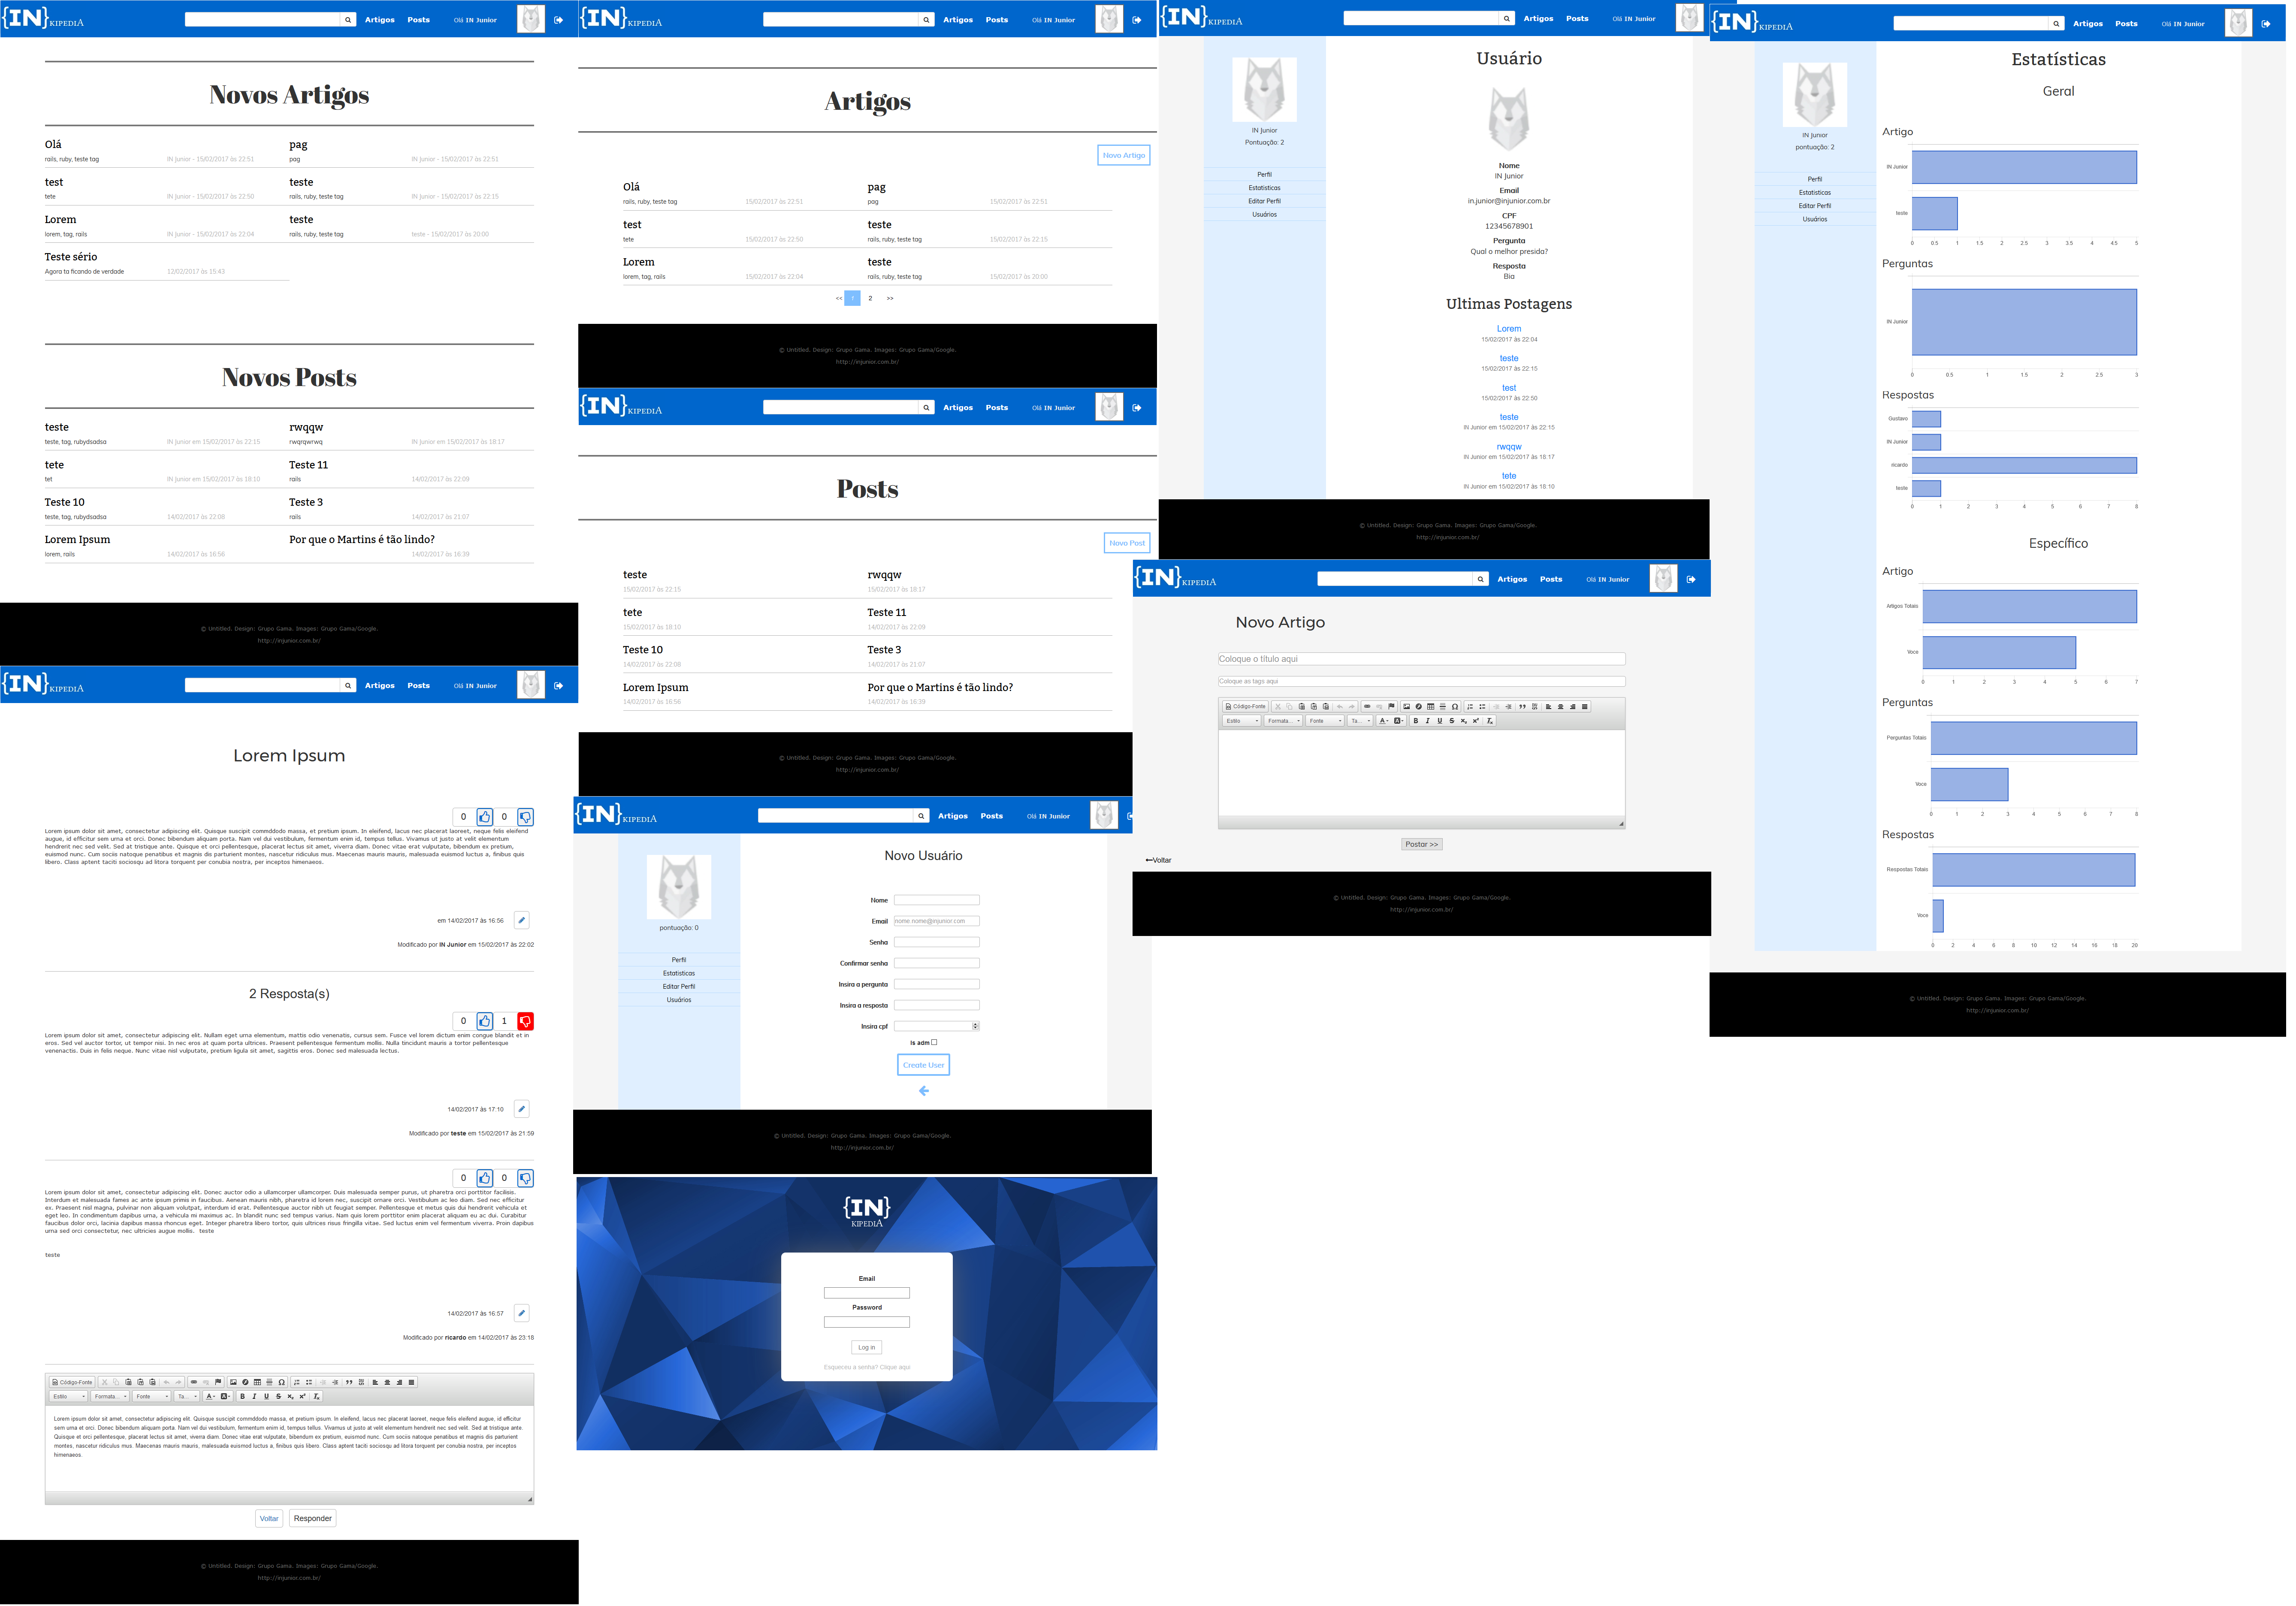 {IN}KIPEDIA
Artigos Posts Olá IN Junior
Novos Artigos
Olá pag
rails, ruby, teste tag IN Junior - 15/02/2017 às 22:51 pag IN Junior - 15/02/2017 às 22:51
test teste
tete IN Junior - 15/02/2017 às 22:50 rails, ruby, teste tag IN Junior - 15/02/2017 às 22:15
Lorem teste
lorem, tag, rails IN Junior - 15/02/2017 às 22:04 rails, ruby, teste tag teste - 15/02/2017 às 20:00
Teste sério
Agora ta ficando de verdade 12/02/2017 às 15:43
Novos Posts
teste rwqqw
teste, tag, rubydsadsa IN Junior em 15/02/2017 às 22:15 rwqrqwrwq IN Junior em 15/02/2017 às 18:17
tete Teste 11
tet IN Junior em 15/02/2017 às 18:10 rails 14/02/2017 às 22:09
Teste 10 Teste 3
teste, tag, rubydsadsa 14/02/2017 às 22:08 rails 14/02/2017 às 21:07
Lorem Ipsum Por que o Martins é tão lindo?
lorem, rails 14/02/2017 às 16:56 14/02/2017 às 16:39
© Untitled. Design: Grupo Gama. Images: Grupo Gama/Google.
http://injunior.com.br/
{IN}KIPEDIA
Artigos Posts Olá IN Junior
Lorem Ipsum
0 0
Lorem ipsum dolor sit amet, consectetur adipiscing elit. Quisque suscipit commddodo massa, et pretium ipsum. In eleifend, lacus nec placerat laoreet, neque felis eleifend
augue, id efficitur sem urna et orci. Donec bibendum aliquam porta. Nam vel dui vestibulum, fermentum enim id, tempus tellus. Vivamus ut justo at velit elementum
hendrerit nec sed velit. Sed at tristique ante. Quisque et orci pellentesque, placerat lectus sit amet, viverra diam. Donec vitae erat vulputate, bibendum ex pretium,
euismod nunc. Cum sociis natoque penatibus et magnis dis parturient montes, nascetur ridiculus mus. Maecenas mauris mauris, malesuada euismod luctus a, finibus quis
libero. Class aptent taciti sociosqu ad litora torquent per conubia nostra, per inceptos himenaeos.
em 14/02/2017 às 16:56
Modificado por IN Junior em 15/02/2017 às 22:02
2 Resposta(s)
0 1
Lorem ipsum dolor sit amet, consectetur adipiscing elit. Nullam eget urna elementum, mattis odio venenatis, cursus sem. Fusce vel lorem dictum enim congue blandit et in
eros. Sed vel auctor tortor, ut tempor nisi. In nec eros at quam porta ultrices. Praesent pellentesque fermentum mollis. Nulla tincidunt mauris a tortor pellentesque
venenactis. Duis in felis neque. Nunc vitae nisl vulputate, pretium ligula sit amet, sagittis eros. Donec sed malesuada lectus.
14/02/2017 às 17:10
Modificado por teste em 15/02/2017 às 21:59
0 0
Lorem ipsum dolor sit amet, consectetur adipiscing elit. Donec auctor odio a ullamcorper ullamcorper. Duis malesuada semper purus, ut pharetra orci porttitor facilisis.
Interdum et malesuada fames ac ante ipsum primis in faucibus. Aenean mauris nibh, pharetra id lorem nec, suscipit ornare orci. Vestibulum ac leo diam. Sed nec efficitur
ex. Praesent nisl magna, pulvinar non aliquam volutpat, interdum id erat. Pellentesque auctor nibh ut feugiat semper. Pellentesque et metus quis dui hendrerit vehicula et
eget leo. In condimentum dapibus urna, a vehicula mi maximus ac. In blandit nunc sed tempus varius. Nam quis lorem porttitor enim placerat aliquam eu ac dui. Curabitur
faucibus dolor orci, lacinia dapibus massa rhoncus eget. Integer pharetra libero tortor, quis ultrices risus fringilla vitae. Sed luctus enim vel fermentum viverra. Proin dapibus
urna sed orci consectetur, nec ultricies augue mollis. teste
teste
14/02/2017 às 16:57
Modificado por ricardo em 14/02/2017 às 23:18
Código-Fonte
Estilo Formata... Fonte Ta...
Lorem ipsum dolor sit amet, consectetur adipiscing elit. Quisque suscipit commddodo massa, et pretium ipsum. In eleifend, lacus nec placerat laoreet, neque felis eleifend augue, id efficitur
sem urna et orci. Donec bibendum aliquam porta. Nam vel dui vestibulum, fermentum enim id, tempus tellus. Vivamus ut justo at velit elementum hendrerit nec sed velit. Sed at tristique ante.
Quisque et orci pellentesque, placerat lectus sit amet, viverra diam. Donec vitae erat vulputate, bibendum ex pretium, euismod nunc. Cum sociis natoque penatibus et magnis dis parturient
montes, nascetur ridiculus mus. Maecenas mauris mauris, malesuada euismod luctus a, finibus quis libero. Class aptent taciti sociosqu ad litora torquent per conubia nostra, per inceptos
himenaeos.
Voltar Responder
© Untitled. Design: Grupo Gama. Images: Grupo Gama/Google.
http://injunior.com.br/
{IN}KIPEDIA
Artigos Posts Olá IN Junior
Artigos
Novo Artigo
Olá pag
rails, ruby, teste tag 15/02/2017 às 22:51 pag 15/02/2017 às 22:51
test teste
tete 15/02/2017 às 22:50 rails, ruby, teste tag 15/02/2017 às 22:15
Lorem teste
lorem, tag, rails 15/02/2017 às 22:04 rails, ruby, teste tag 15/02/2017 às 20:00
<< 1 2 >>
© Untitled. Design: Grupo Gama. Images: Grupo Gama/Google.
http://injunior.com.br/
{IN}KIPEDIA
Artigos Posts Olá IN Junior
Posts
Novo Post
teste rwqqw
15/02/2017 às 22:15 15/02/2017 às 18:17
tete Teste 11
15/02/2017 às 18:10 14/02/2017 às 22:09
Teste 10 Teste 3
14/02/2017 às 22:08 14/02/2017 às 21:07
Lorem Ipsum Por que o Martins é tão lindo?
14/02/2017 às 16:56 14/02/2017 às 16:39
© Untitled. Design: Grupo Gama. Images: Grupo Gama/Google.
http://injunior.com.br/
{IN}KIPEDIA
Artigos Posts Olá IN Junior
pontuação: 0
Perfil
Estatisticas
Editar Perfil
Usuários
Novo Usuário
Nome
Email nome.nome@injunior.com
Senha
Confirmar senha
Insira a pergunta
Insira a resposta
Insira cpf
Is adm
Create User
© Untitled. Design: Grupo Gama. Images: Grupo Gama/Google.
http://injunior.com.br/
{IN}
KIPEDIA
Email
Password
Log in
Esqueceu a senha? Clique aqui
{IN}KIPEDIA
Artigos Posts Olá IN Junior
IN Junior
Pontuação: 2
Perfil
Estatisticas
Editar Perfil
Usuários
Usuário
Nome
IN Junior
Email
in.junior@injunior.com.br
CPF
12345678901
Pergunta
Qual o melhor presida?
Resposta
Bia
Ultimas Postagens
Lorem
15/02/2017 às 22:04
teste
15/02/2017 às 22:15
test
15/02/2017 às 22:50
teste
IN Junior em 15/02/2017 às 22:15
rwqqw
IN Junior em 15/02/2017 às 18:17
tete
IN Junior em 15/02/2017 às 18:10
© Untitled. Design: Grupo Gama. Images: Grupo Gama/Google.
http://injunior.com.br/
{IN}KIPEDIA
Artigos Posts Olá IN Junior
Novo Artigo
Coloque o título aqui
Coloque as tags aqui
Código-Fonte
Estilo Formata... Fonte Ta...
Postar >>
Voltar
© Untitled. Design: Grupo Gama. Images: Grupo Gama/Google.
http://injunior.com.br/
{IN}KIPEDIA
Artigos Posts Olá IN Junior
IN Junior
pontuação: 2
Perfil
Estatisticas
Editar Perfil
Usuários
Estatísticas
Geral
Artigo
IN Junior
teste
0 0.5 1 1.5 2 2.5 3 3.5 4 4.5 5
Perguntas
IN Junior
0 0.5 1 1.5 2 2.5 3
Respostas
Gustavo
IN Junior
ricardo
teste
0 1 2 3 4 5 6 7 8
Específico
Artigo
Artigoo Totais
Voce
0 1 2 3 4 5 6 7
Perguntas
Perguntas Totais
Voce
0 1 2 3 4 5 6 7 8
Respostas
Respostas Totais
Voce
0 2 4 6 8 10 12 14 16 18 20
© Untitled. Design: Grupo Gama. Images: Grupo Gama/Google.
http://injunior.com.br/